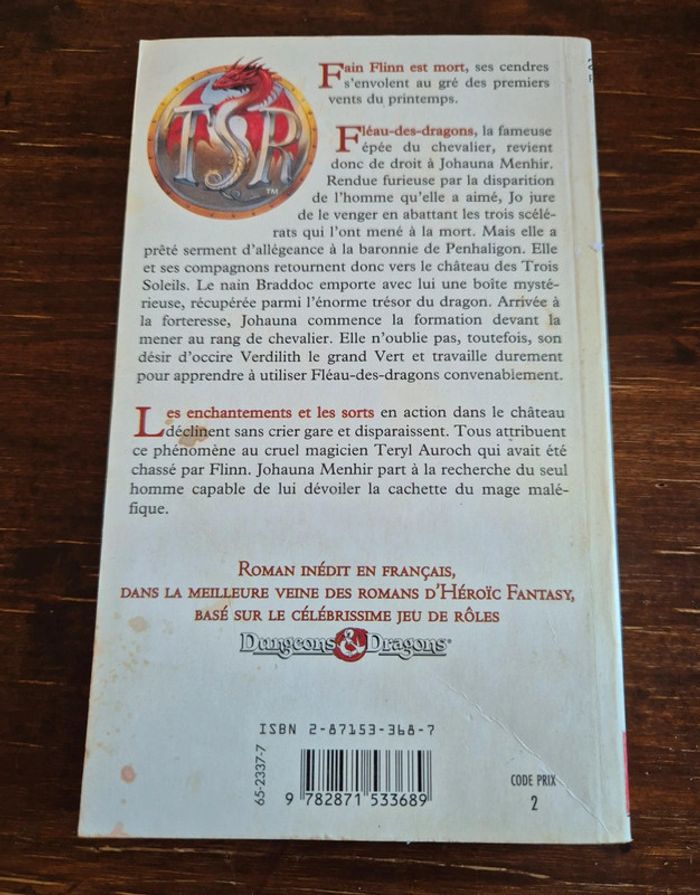 TSR
TM
Fain Flinn est mort, ses cendres
s'envolent au gré des premiers
vents du printemps.
Fléau-des-dragons, la fameuse
épée du chevalier, revient
donc de droit à Johauna Menhir.
Rendue furieuse par la disparition
de l'homme qu'elle a aimé, Jo jure
de le venger en abattant les trois scélé-
rats qui l'ont mené à la mort. Mais elle a
prêté serment d'allégeance à la baronnie de Penhaligon. Elle
et ses compagnons retournent donc vers le château des Trois
Soleils. Le nain Braddoc emporte avec lui une boîte mysté-
rieuse, récupérée parmi l'énorme trésor du dragon. Arrivée à
la forteresse, Johauna commence la formation devant la
mener au rang de chevalier. Elle n'oublie pas, toutefois, son
désir d'occire Verdilith le grand Vert et travaille durement
pour apprendre à utiliser Fléau-des-dragons convenablement.
Les enchantements et les sorts en action dans le château
déclinent sans crier gare et disparaissent. Tous attribuent
ce phénomène au cruel magicien Teryl Auroch qui avait été
chassé par Flinn. Johauna Menhir part à la recherche du seul
homme capable de lui dévoiler la cachette du mage malé-
fique.
Roman inédit en français,
dans la meilleure veine des romans d'Héroïc Fantasy,
basé sur le célébrissime jeu de rôles
Dungeons & Dragons®
ISBN 2-87153-368-7
65-2337-7
9 782871 533689
CODE PRIX
2